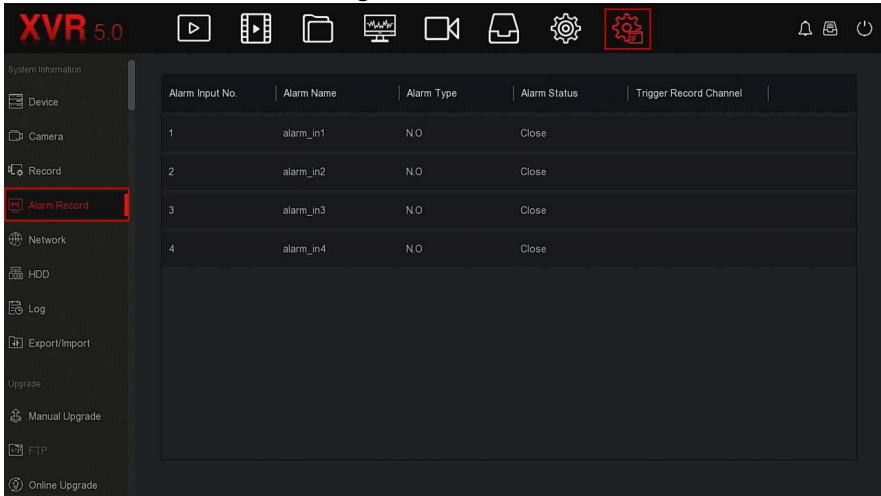 XVR 5.0
System Information
Device
Camera
Record
Alarm Record
Network
HDD
Log
Export/Import
Upgrade
Manual Upgrade
FTP
Online Upgrade
Alarm Input No. Alarm Name Alarm Type Alarm Status Trigger Record Channel
1 alarm_in1 N.O Close
2 alarm_in2 N.O Close
3 alarm_in3 N.O Close
4 alarm_in4 N.O Close